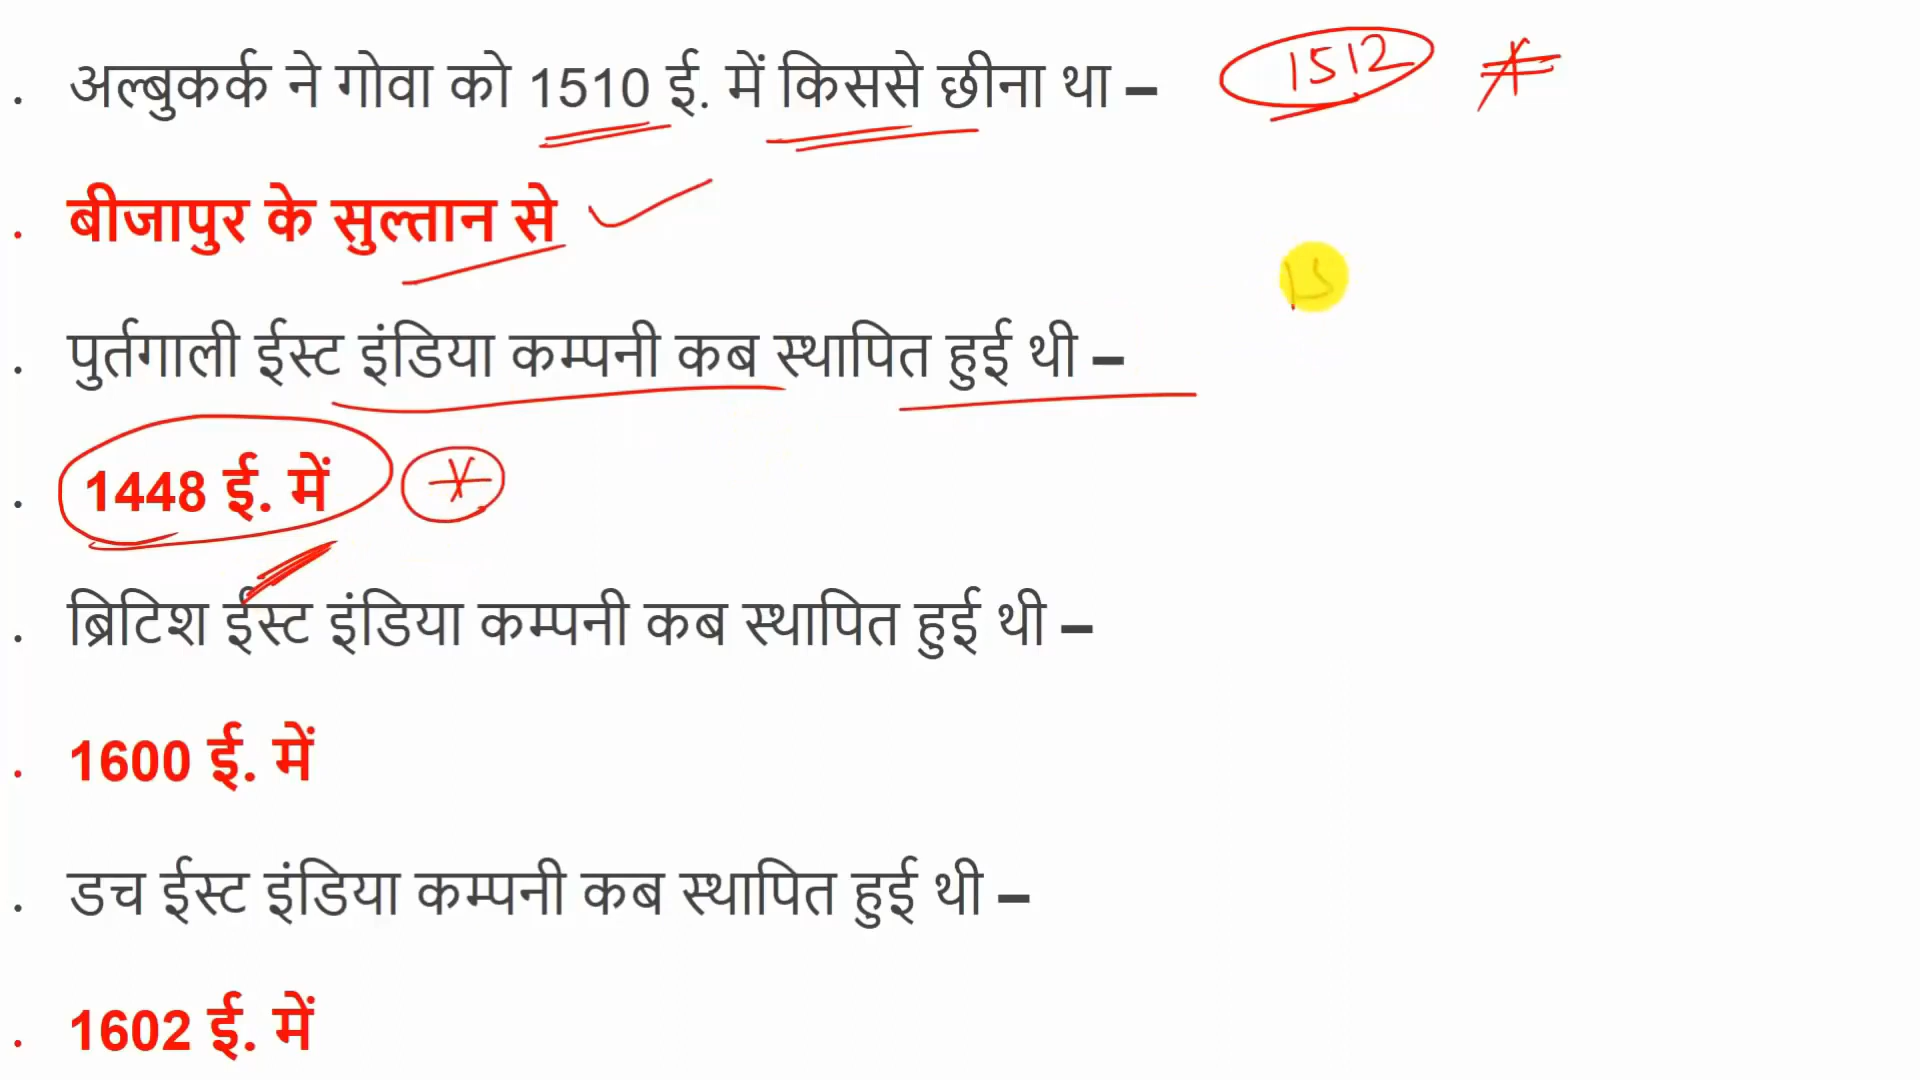 . अल्बुकर्क ने गोवा को 1510 ई. में किससे छीना था – 1512
. बीजापुर के सुल्तान से
15
. पुर्तगाली ईस्ट इंडिया कम्पनी कब स्थापित हुई थी –
. 1448 ई. में
. ब्रिटिश ईस्ट इंडिया कम्पनी कब स्थापित हुई थी –
. 1600 ई. में
. डच ईस्ट इंडिया कम्पनी कब स्थापित हुई थी –
. 1602 ई. में